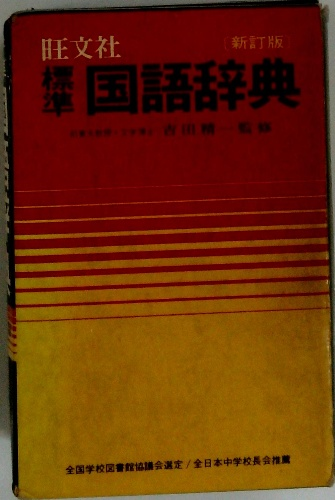 旺文社
[新訂版]
標準 国語辞典
吉田精一監修
全国学校図書館協議会選定/全日本中学校長会推薦